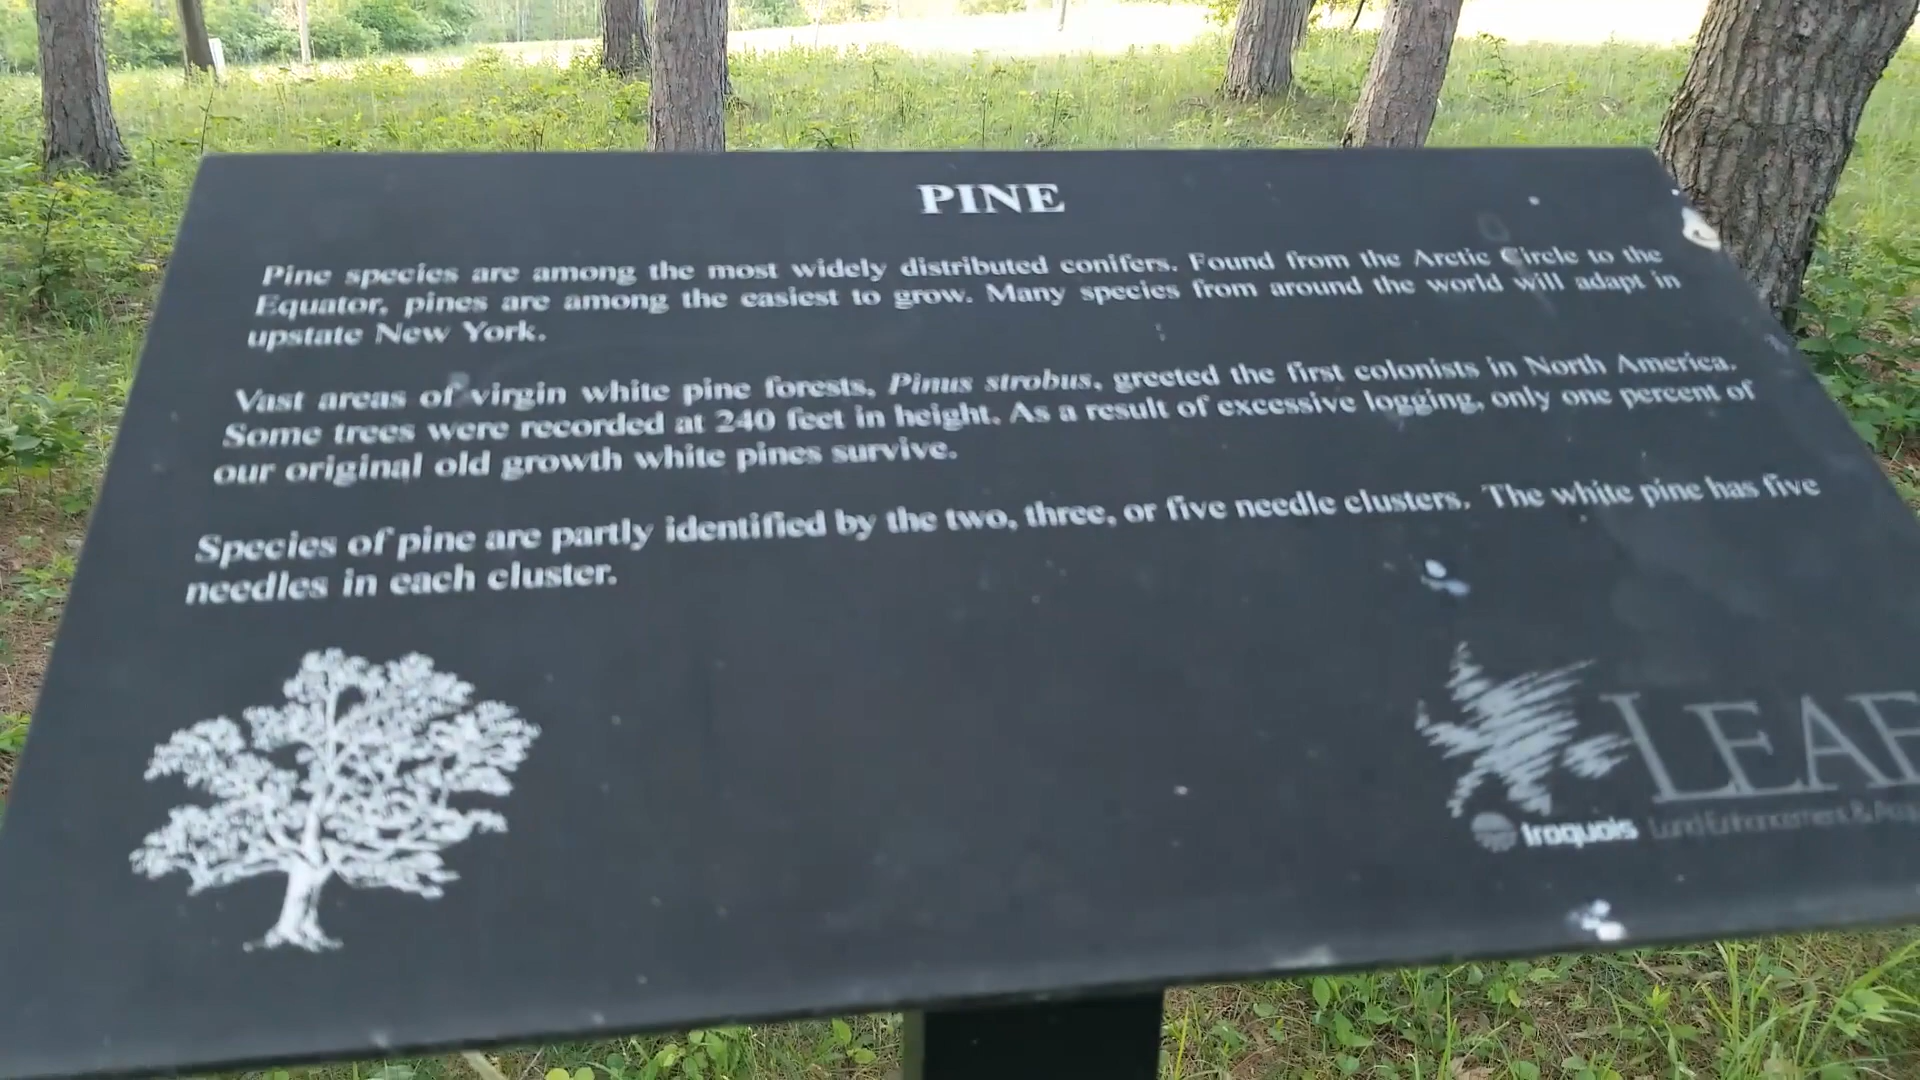 PINE
Pine species are among the most widely distributed conifers. Found from the Arctic Circle to the
Equator, pines are among the easiest to grow. Many species from around the world will adapt in
upstate New York.
Vast areas of virgin white pine forests, Pinus strobus, greeted the first colonists in North America.
Some trees were recorded at 240 feet in height. As a result of excessive logging, only one percent of
our original old growth white pines survive.
Species of pine are partly identified by the two, three, or five needle clusters. The white pine has five
needles in each cluster.
LEAF
Iroquois Land Enhancement &